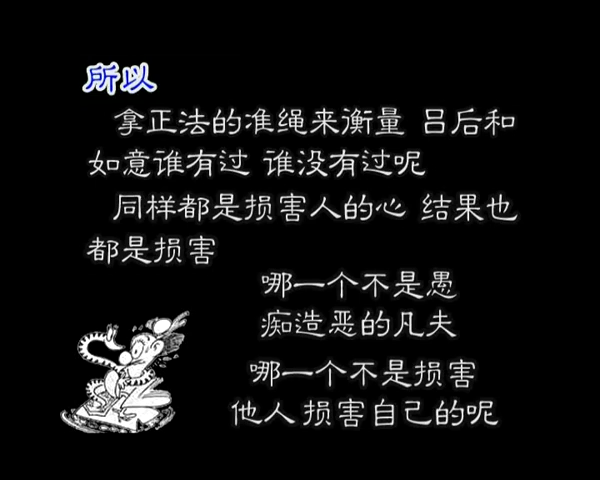 所以
拿正法的准绳来衡量 吕后和
如意谁有过 谁没有过呢
同样都是损害人的心 结果也
都是损害
哪一个不是愚
痴造恶的凡夫
哪一个不是损害
他人损害自己的呢